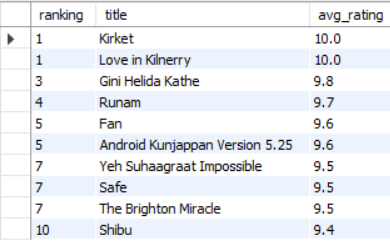 ranking title avg_rating
1 Kirket 10.0
1 Love in Kilnerry 10.0
3 Gini Helida Kathe 9.8
4 Runam 9.7
5 Fan 9.6
5 Android Kunjappan Version 5.25 9.6
7 Yeh Suhaagraat Impossible 9.5
7 Safe 9.5
7 The Brighton Miracle 9.5
10 Shibu 9.4